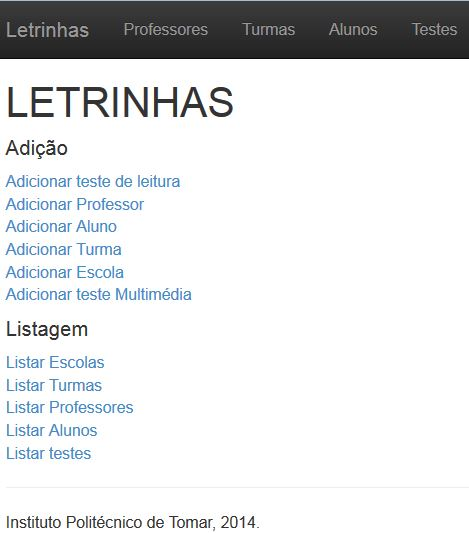 Letrinhas Professores Turmas Alunos Testes
LETRINHAS
Adição
Adicionar teste de leitura
Adicionar Professor
Adicionar Aluno
Adicionar Turma
Adicionar Escola
Adicionar teste Multimédia
Listagem
Listar Escolas
Listar Turmas
Listar Professores
Listar Alunos
Listar testes
Instituto Politécnico de Tomar, 2014.